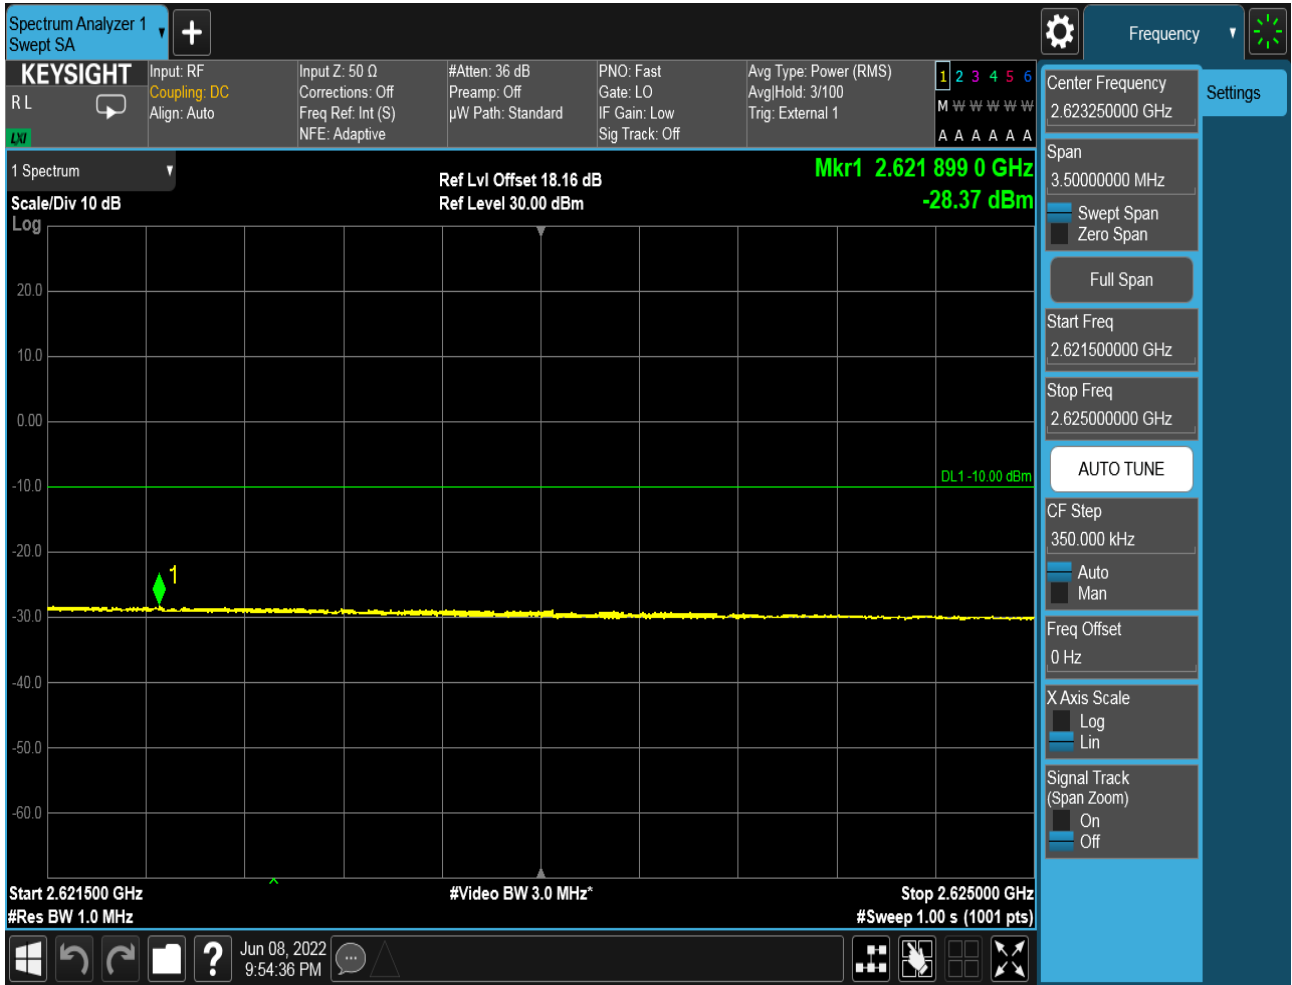 Spectrum Analyzer 1
Swept SA
Frequency
KEYSIGHT
R L
LXI
Input: RF
Coupling: DC
Align: Auto
Input Z: 50 Ω
Corrections: Off
Freq Ref: Int (S)
NFE: Adaptive
#Atten: 36 dB
Preamp: Off
µW Path: Standard
PNO: Fast
Gate: LO
IF Gain: Low
Sig Track: Off
Avg Type: Power (RMS)
Avg|Hold: 3/100
Trig: External 1
1 2 3 4 5 6
M W W W W W
A A A A A A
1 Spectrum
Scale/Div 10 dB
Log
Ref Lvl Offset 18.16 dB
Ref Level 30.00 dBm
Mkr1 2.621 899 0 GHz
-28.37 dBm
20.0
10.0
0.00
-10.0
-20.0
-30.0
-40.0
-50.0
-60.0
DL1 -10.00 dBm
1
Start 2.621500 GHz
#Res BW 1.0 MHz
#Video BW 3.0 MHz*
Stop 2.625000 GHz
#Sweep 1.00 s (1001 pts)
Jun 08, 2022
9:54:36 PM
Center Frequency
2.623250000 GHz
Span
3.50000000 MHz
Swept Span
Zero Span
Full Span
Start Freq
2.621500000 GHz
Stop Freq
2.625000000 GHz
AUTO TUNE
CF Step
350.000 kHz
Auto
Man
Freq Offset
0 Hz
X Axis Scale
Log
Lin
Signal Track
(Span Zoom)
On
Off
Settings